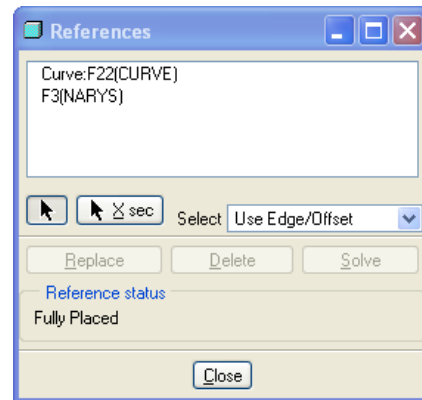 References
Curve:F22(CURVE)
F3(NARYS)
X sec
Select
Use Edge/Offset
Replace
Delete
Solve
Reference status
Fully Placed
Close